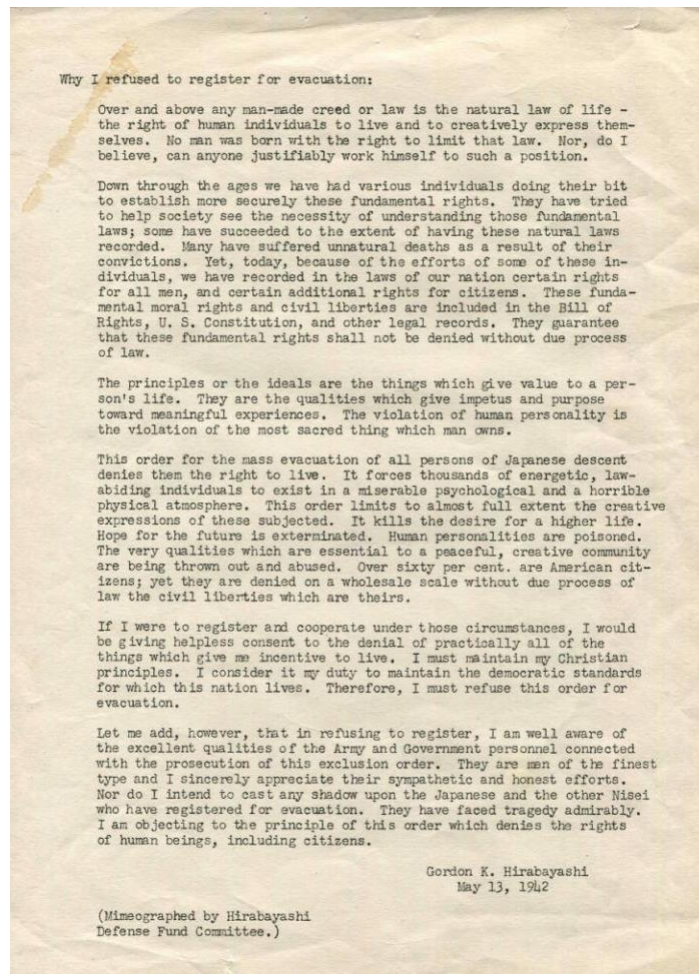 Why I refused to register for evacuation:
Over and above any man-made creed or law is the natural law of life -
the right of human individuals to live and to creatively express them-
selves. No man was born with the right to limit that law. Nor, do I
believe, can anyone justifiably work himself to such a position.
Down through the ages we have had various individuals doing their bit
to establish more securely these fundamental rights. They have tried
to help society see the necessity of understanding those fundamental
laws; some have succeeded to the extent of having these natural laws
recorded. Many have suffered unnatural deaths as a result of their
convictions. Yet, today, because of the efforts of some of these in-
dividuals, we have recorded in the laws of our nation certain rights
for all men, and certain additional rights for citizens. These funda-
mental moral rights and civil liberties are included in the Bill of
Rights, U. S. Constitution, and other legal records. They guarantee
that these fundamental rights shall not be denied without due process
of law.
The principles or the ideals are the things which give value to a per-
son's life. They are the qualities which give impetus and purpose
toward meaningful experiences. The violation of human personality is
the violation of the most sacred thing which man owns.
This order for the mass evacuation of all persons of Japanese descent
denies them the right to live. It forces thousands of energetic, law-
abiding individuals to exist in a miserable psychological and a horrible
physical atmosphere. This order limits to almost full extent the creative
expressions of these subjected. It kills the desire for a higher life.
Hope for the future is exterminated. Human personalities are poisoned.
The very qualities which are essential to a peaceful, creative community
are being thrown out and abused. Over sixty per cent. are American cit-
izens; yet they are denied on a wholesale scale without due process of
law the civil liberties which are theirs.
If I were to register and cooperate under those circumstances, I would
be giving helpless consent to the denial of practically all of the
things which give me incentive to live. I must maintain my Christian
principles. I consider it my duty to maintain the democratic standards
for which this nation lives. Therefore, I must refuse this order for
evacuation.
Let me add, however, that in refusing to register, I am well aware of
the excellent qualities of the Army and Government personnel connected
with the prosecution of this exclusion order. They are men of the finest
type and I sincerely appreciate their sympathetic and honest efforts.
Nor do I intend to cast any shadow upon the Japanese and the other Nisei
who have registered for evacuation. They have faced tragedy admirably.
I am objecting to the principle of this order which denies the rights
of human beings, including citizens.
Gordon K. Hirabayashi
May 13, 1942
(Mimeographed by Hirabayashi
Defense Fund Committee.)